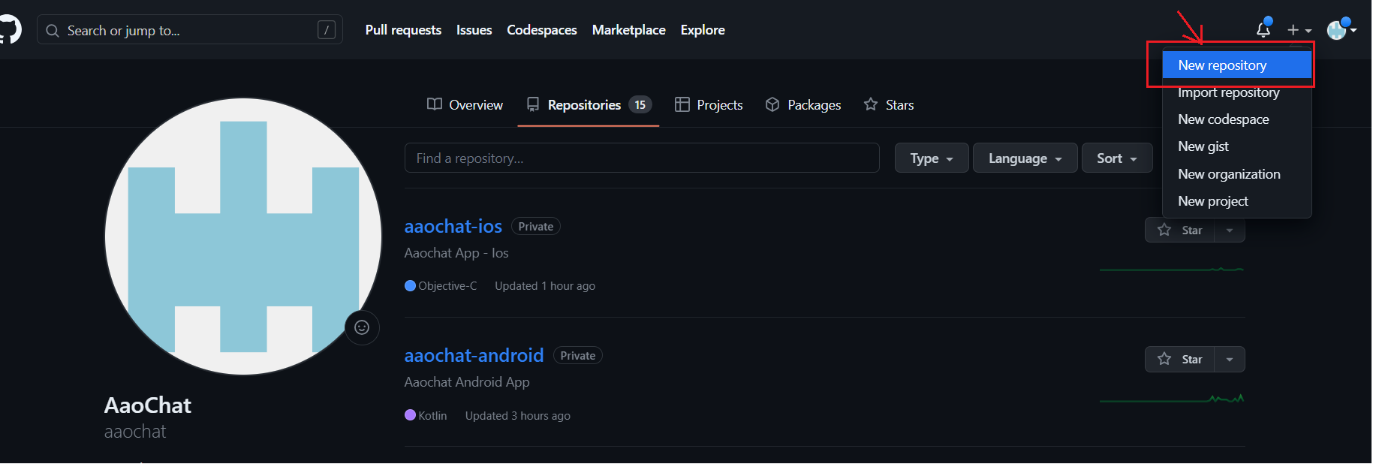 Search or jump to... / Pull requests Issues Codespaces Marketplace Explore
New repository
Import repository
New codespace
New gist
New organization
New project
Overview Repositories 15 Projects Packages Stars
Find a repository... Type Language Sort
aaochat-ios Private
Star
Aaochat App - Ios
Objective-C Updated 1 hour ago
aaochat-android Private
Star
Aaochat Android App
Kotlin Updated 3 hours ago
AaoChat
aaochat